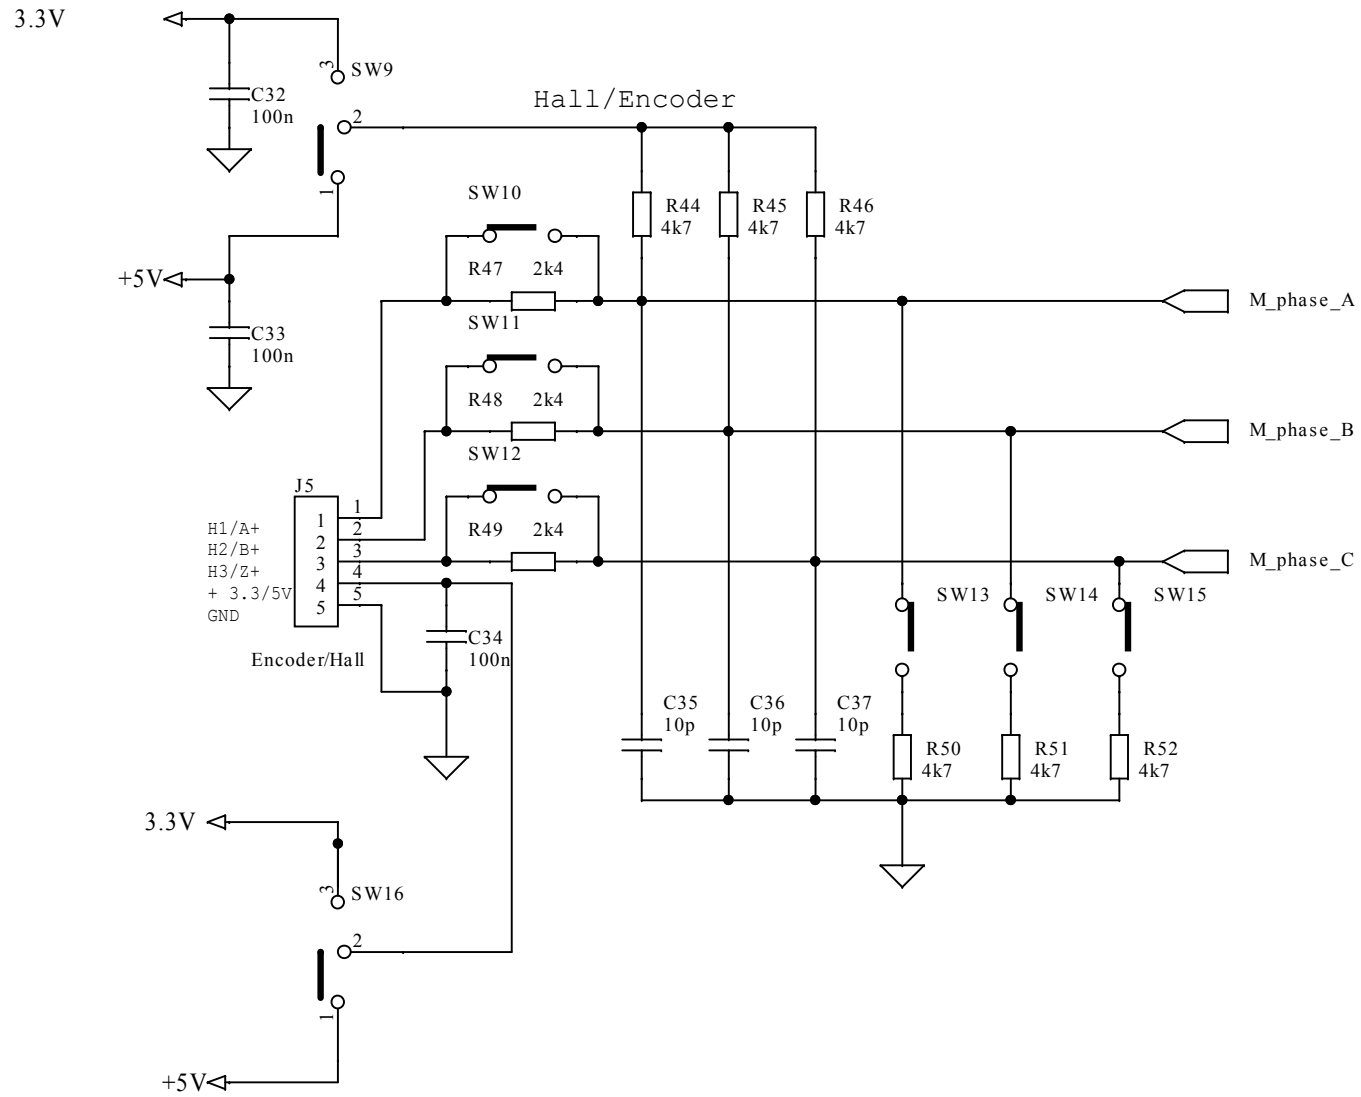 3.3V
3
SW9
C32
100n
2
1
Hall/Encoder
+5V
C33
100n
SW10
R47 2k4
SW11
R48 2k4
SW12
R49 2k4
R44
4k7
R45
4k7
R46
4k7
M_phase_A
M_phase_B
M_phase_C
J5
H1/A+ 1 1
H2/B+ 2 2
H3/Z+ 3 3
+ 3.3/5V 4 4
GND 5 5
Encoder/Hall
C34
100n
SW13
SW14
SW15
C35
10p
C36
10p
C37
10p
R50
4k7
R51
4k7
R52
4k7
3.3V
3
SW16
2
1
+5V